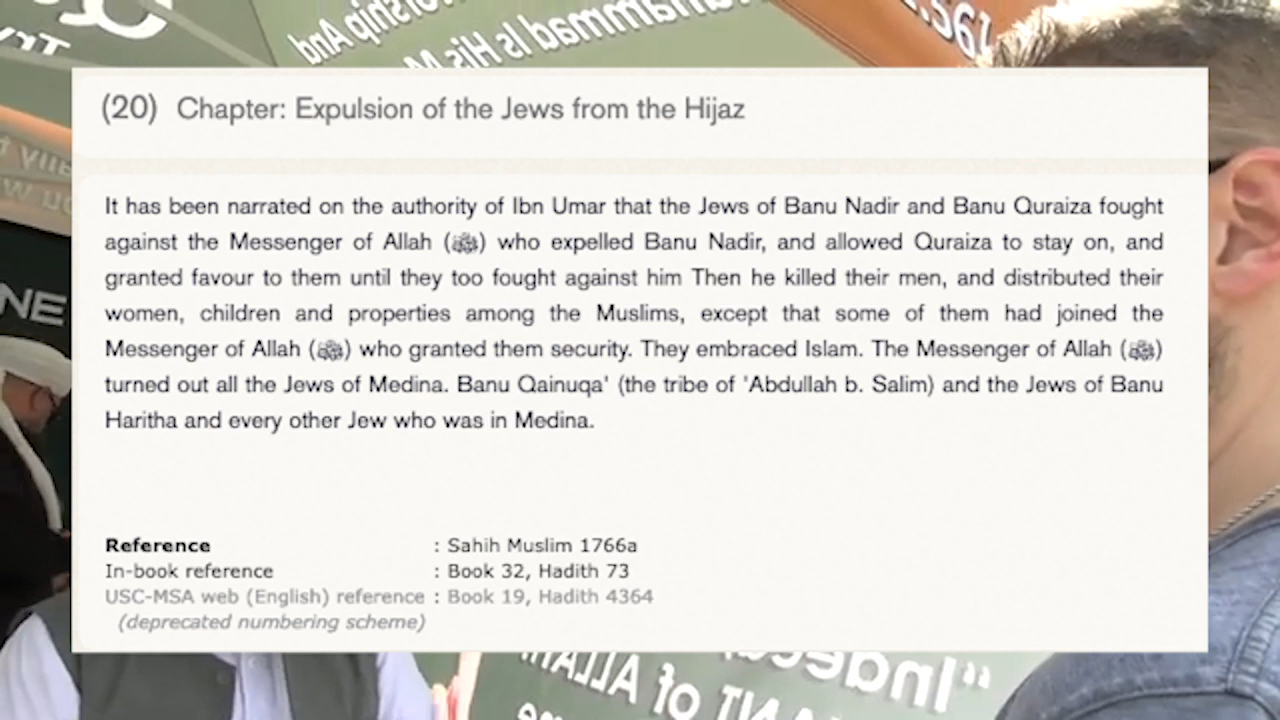 (20) Chapter: Expulsion of the Jews from the Hijaz
It has been narrated on the authority of Ibn Umar that the Jews of Banu Nadir and Banu Quraiza fought
against the Messenger of Allah (ﷺ) who expelled Banu Nadir, and allowed Quraiza to stay on, and
granted favour to them until they too fought against him Then he killed their men, and distributed their
women, children and properties among the Muslims, except that some of them had joined the
Messenger of Allah (ﷺ) who granted them security. They embraced Islam. The Messenger of Allah (ﷺ)
turned out all the Jews of Medina. Banu Qainuqa' (the tribe of 'Abdullah b. Salim) and the Jews of Banu
Haritha and every other Jew who was in Medina.
Reference : Sahih Muslim 1766a
In-book reference : Book 32, Hadith 73
USC-MSA web (English) reference : Book 19, Hadith 4364
(deprecated numbering scheme)
And
ship
Is His
NE
"Indeed
of ALLAH